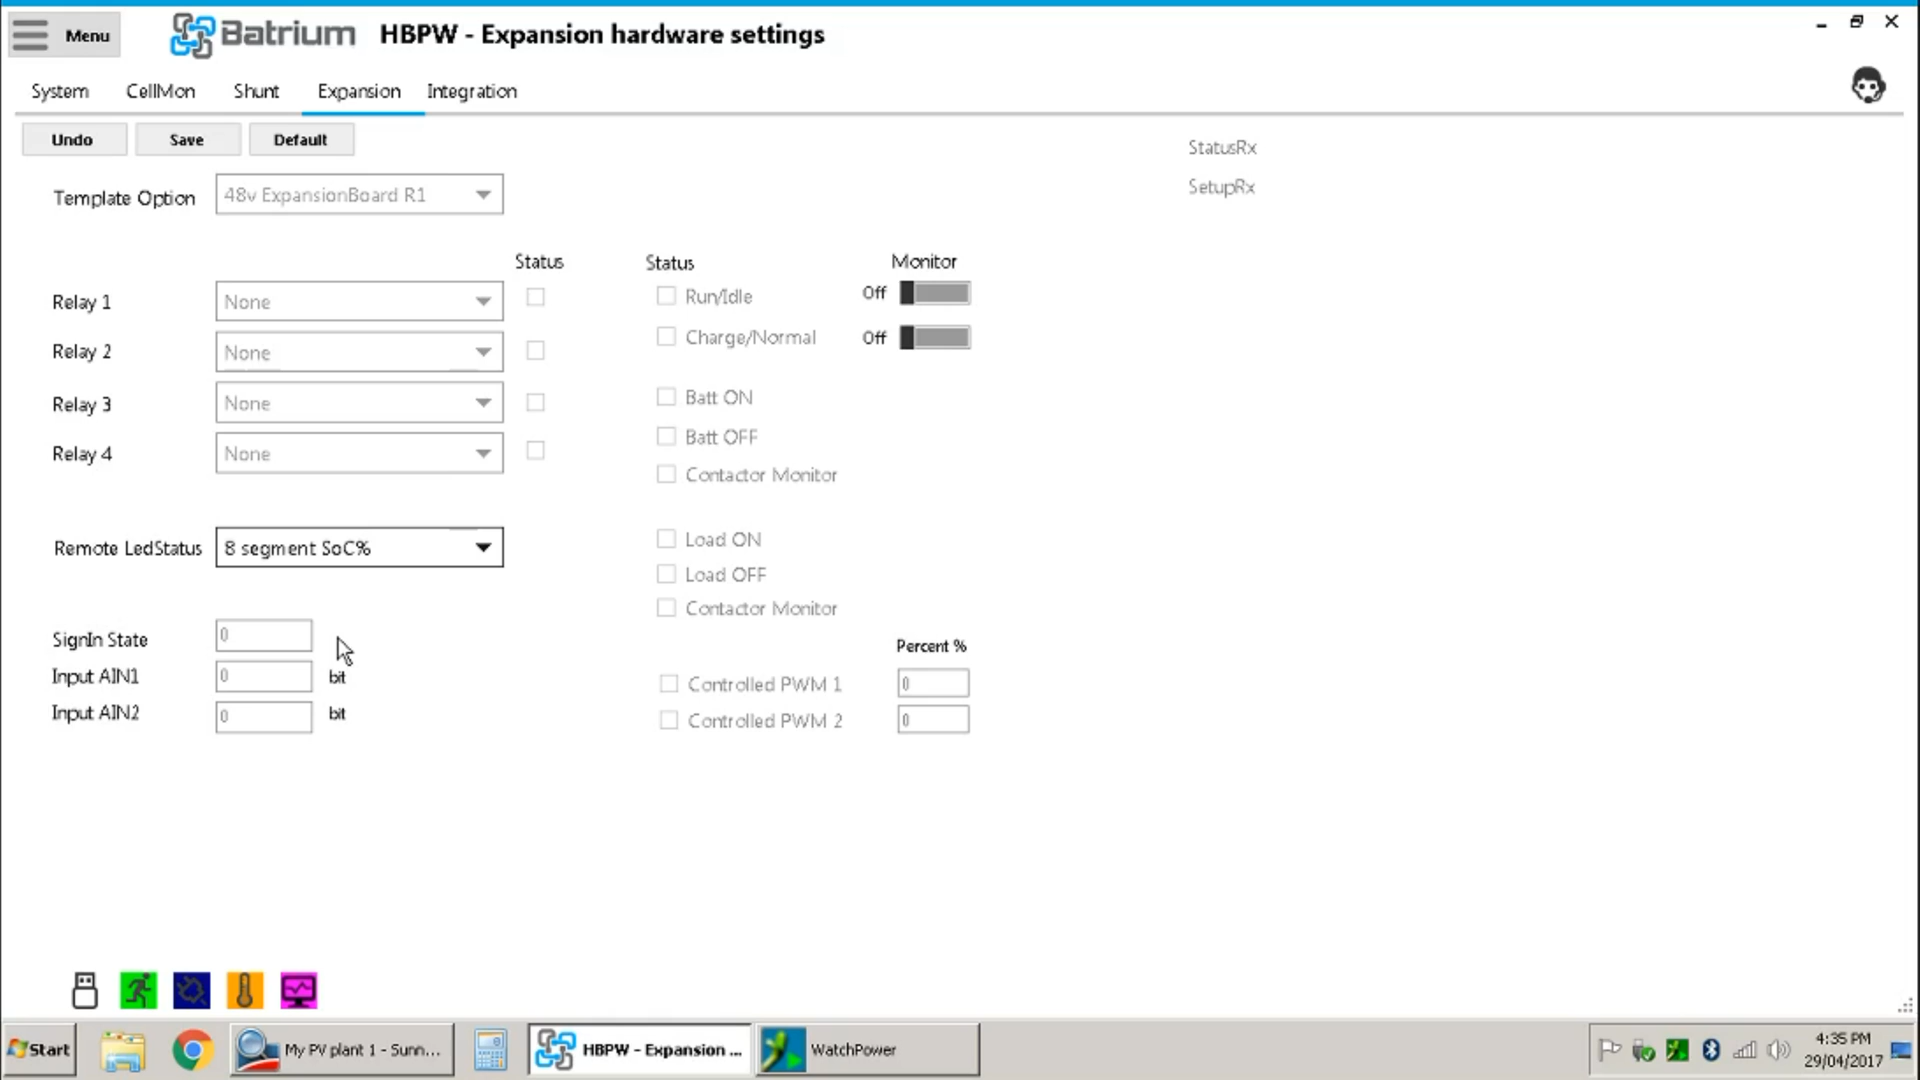 Menu
Batrium
HBPW - Expansion hardware settings
System
CellMon
Shunt
Expansion
Integration
Undo
Save
Default
StatusRx
SetupRx
Template Option
48v ExpansionBoard R1
Status
Status
Monitor
Relay 1
None
Run/Idle
Off
Relay 2
None
Charge/Normal
Off
Relay 3
None
Batt ON
Batt OFF
Relay 4
None
Contactor Monitor
Remote LedStatus
8 segment SoC%
Load ON
Load OFF
Contactor Monitor
SignIn State
0
Percent %
Input AIN1
0
bit
Controlled PWM 1
0
Input AIN2
0
bit
Controlled PWM 2
0
Start
My PV plant 1 - Sunn...
HBPW - Expansion ...
WatchPower
4:35 PM
29/04/2017